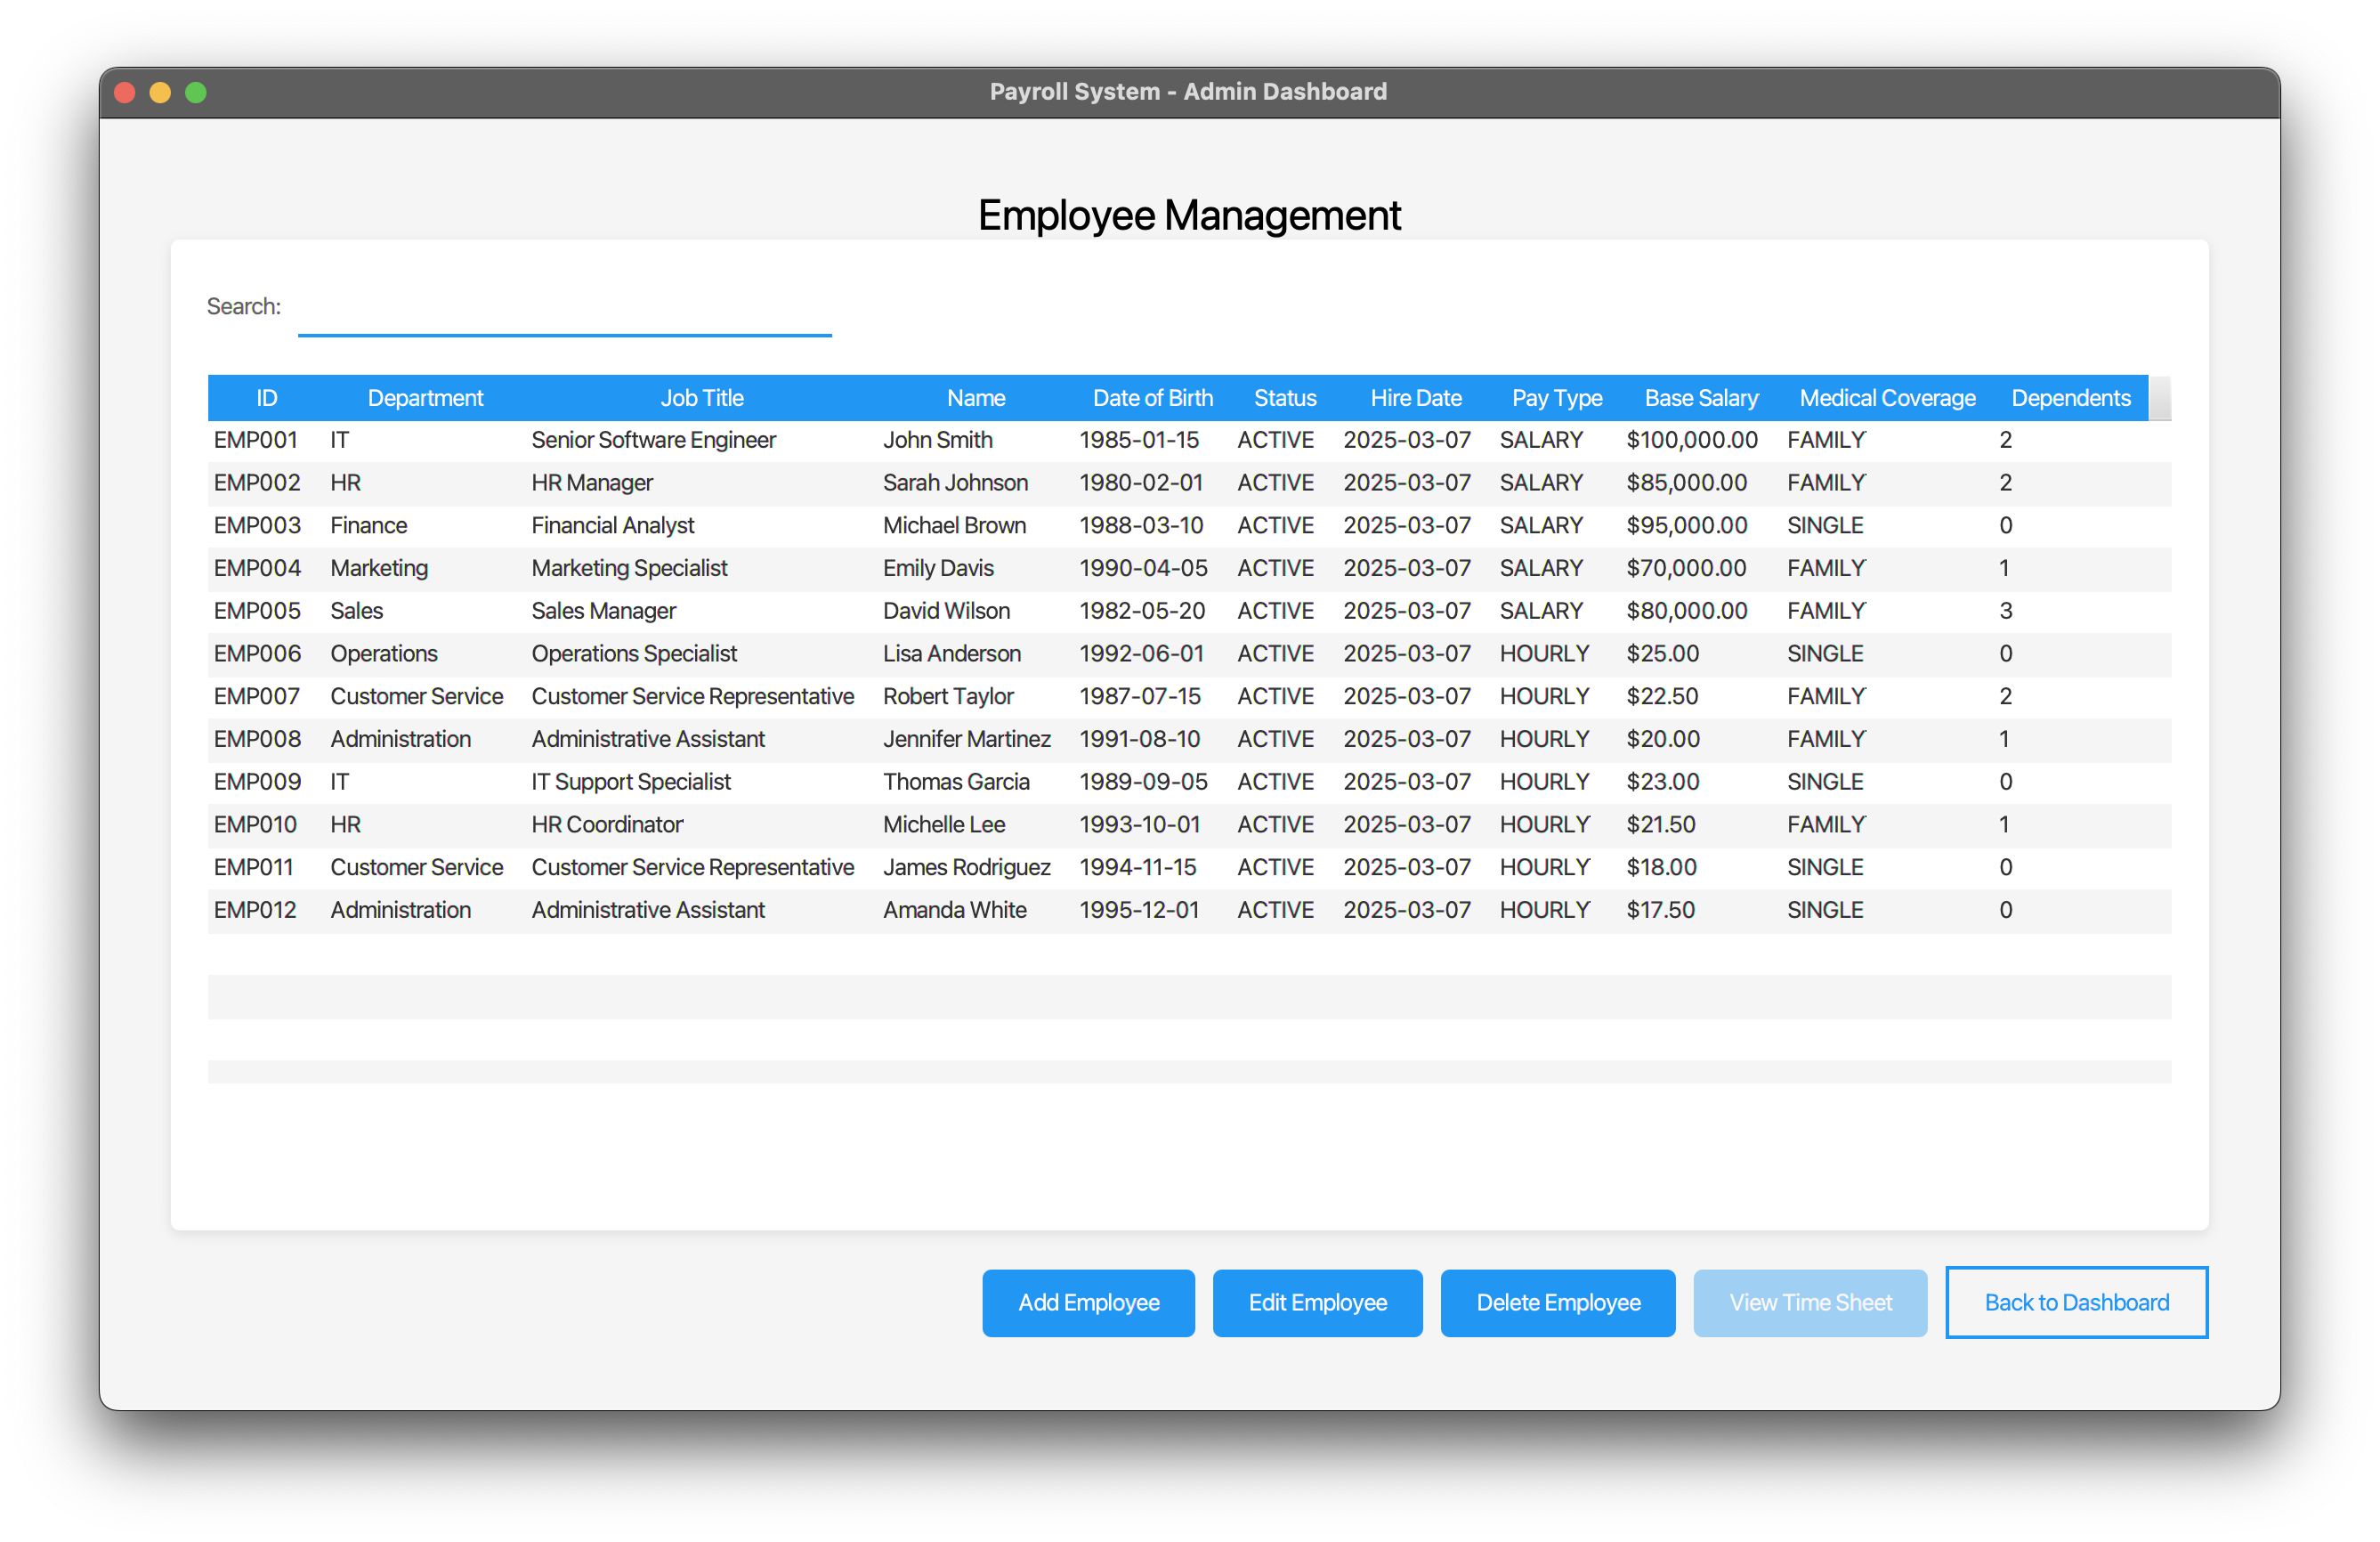 Payroll System - Admin Dashboard
Employee Management
Search:
ID Department Job Title Name Date of Birth Status Hire Date Pay Type Base Salary Medical Coverage Dependents
EMP001 IT Senior Software Engineer John Smith 1985-01-15 ACTIVE 2025-03-07 SALARY $100,000.00 FAMILY 2
EMP002 HR HR Manager Sarah Johnson 1980-02-01 ACTIVE 2025-03-07 SALARY $85,000.00 FAMILY 2
EMP003 Finance Financial Analyst Michael Brown 1988-03-10 ACTIVE 2025-03-07 SALARY $95,000.00 SINGLE 0
EMP004 Marketing Marketing Specialist Emily Davis 1990-04-05 ACTIVE 2025-03-07 SALARY $70,000.00 FAMILY 1
EMP005 Sales Sales Manager David Wilson 1982-05-20 ACTIVE 2025-03-07 SALARY $80,000.00 FAMILY 3
EMP006 Operations Operations Specialist Lisa Anderson 1992-06-01 ACTIVE 2025-03-07 HOURLY $25.00 SINGLE 0
EMP007 Customer Service Customer Service Representative Robert Taylor 1987-07-15 ACTIVE 2025-03-07 HOURLY $22.50 FAMILY 2
EMP008 Administration Administrative Assistant Jennifer Martinez 1991-08-10 ACTIVE 2025-03-07 HOURLY $20.00 FAMILY 1
EMP009 IT IT Support Specialist Thomas Garcia 1989-09-05 ACTIVE 2025-03-07 HOURLY $23.00 SINGLE 0
EMP010 HR HR Coordinator Michelle Lee 1993-10-01 ACTIVE 2025-03-07 HOURLY $21.50 FAMILY 1
EMP011 Customer Service Customer Service Representative James Rodriguez 1994-11-15 ACTIVE 2025-03-07 HOURLY $18.00 SINGLE 0
EMP012 Administration Administrative Assistant Amanda White 1995-12-01 ACTIVE 2025-03-07 HOURLY $17.50 SINGLE 0
Add Employee Edit Employee Delete Employee View Time Sheet Back to Dashboard